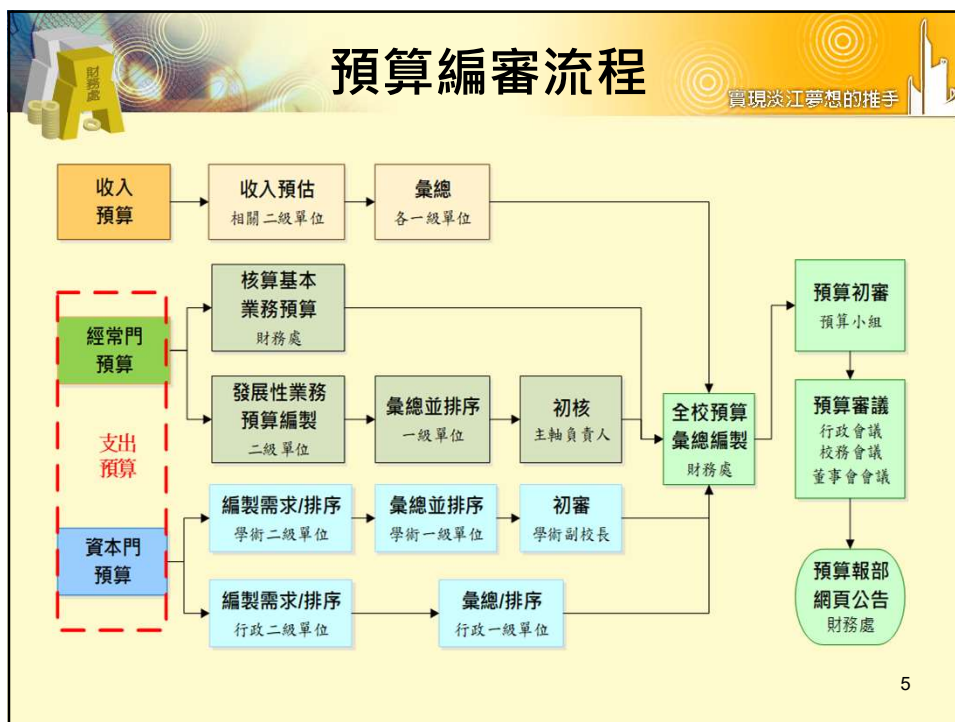 財務處
預算編審流程
實現淡江夢想的推手
收入
預算
收入預估
相關二級單位
彙總
各一級單位
經常門
預算
核算基本
業務預算
財務處
發展性業務
預算編製
二級單位
彙總並排序
一級單位
初核
主軸負責人
支出
預算
資本門
預算
編製需求/排序
學術二級單位
彙總並排序
學術一級單位
初審
學術副校長
編製需求/排序
行政二級單位
彙總/排序
行政一級單位
全校預算
彙總編製
財務處
預算初審
預算小組
預算審議
行政會議
校務會議
董事會會議
預算報部
網頁公告
財務處
5